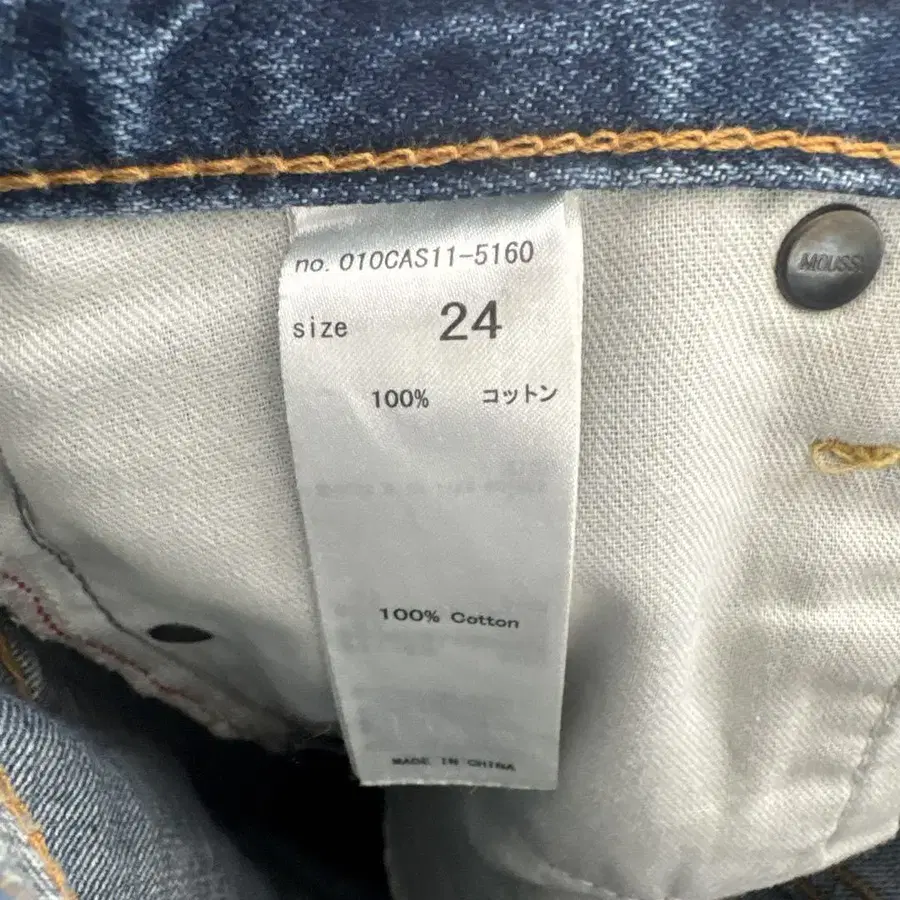 no. 010CAS11-5160
size 24
100% コットン
100% Cotton
MADE IN CHINA
MOUSSY